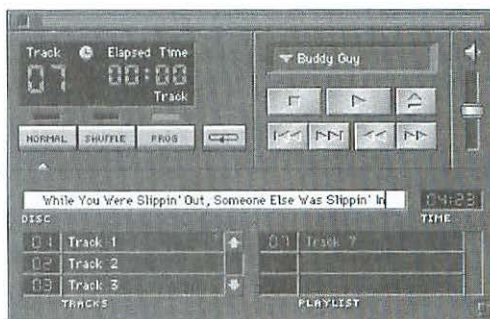 Track Elapsed Time
07 00:00
Track
Buddy Guy
NORMAL SHUFFLE PROG
While You Were Slippin' Out, Someone Else Was Slippin' In
04:23
DISC TIME
01 Track 1
02 Track 2
03 Track 3
07 Track 7
TRACKS PLAYLIST